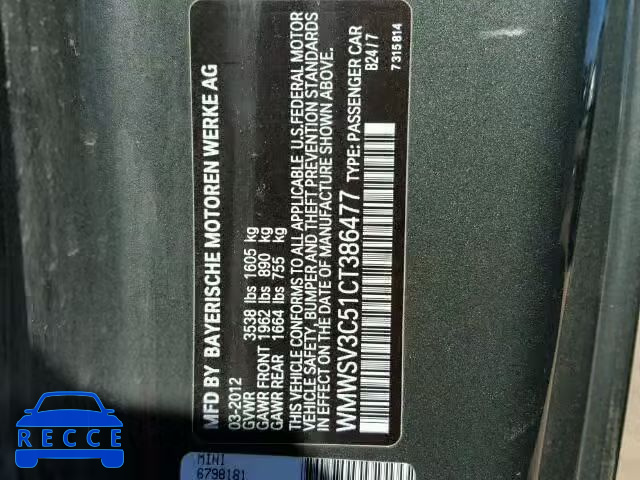 MFD BY BAYERISCHE MOTOREN WERKE AG
03-2012
GVWR 3538 lbs 1605 kg
GAWR FRONT 1962 lbs 890 kg
GAWR REAR 1664 lbs 755 kg
THIS VEHICLE CONFORMS TO ALL APPLICABLE U.S.FEDERAL MOTOR
VEHICLE SAFETY, BUMPER AND THEFT PREVENTION STANDARDS
IN EFFECT ON THE DATE OF MANUFACTURE SHOWN ABOVE.
WMWSV3C51CT386477 TYPE: PASSENGER CAR
B24/7
7315814
MINI
6798181
RECCE